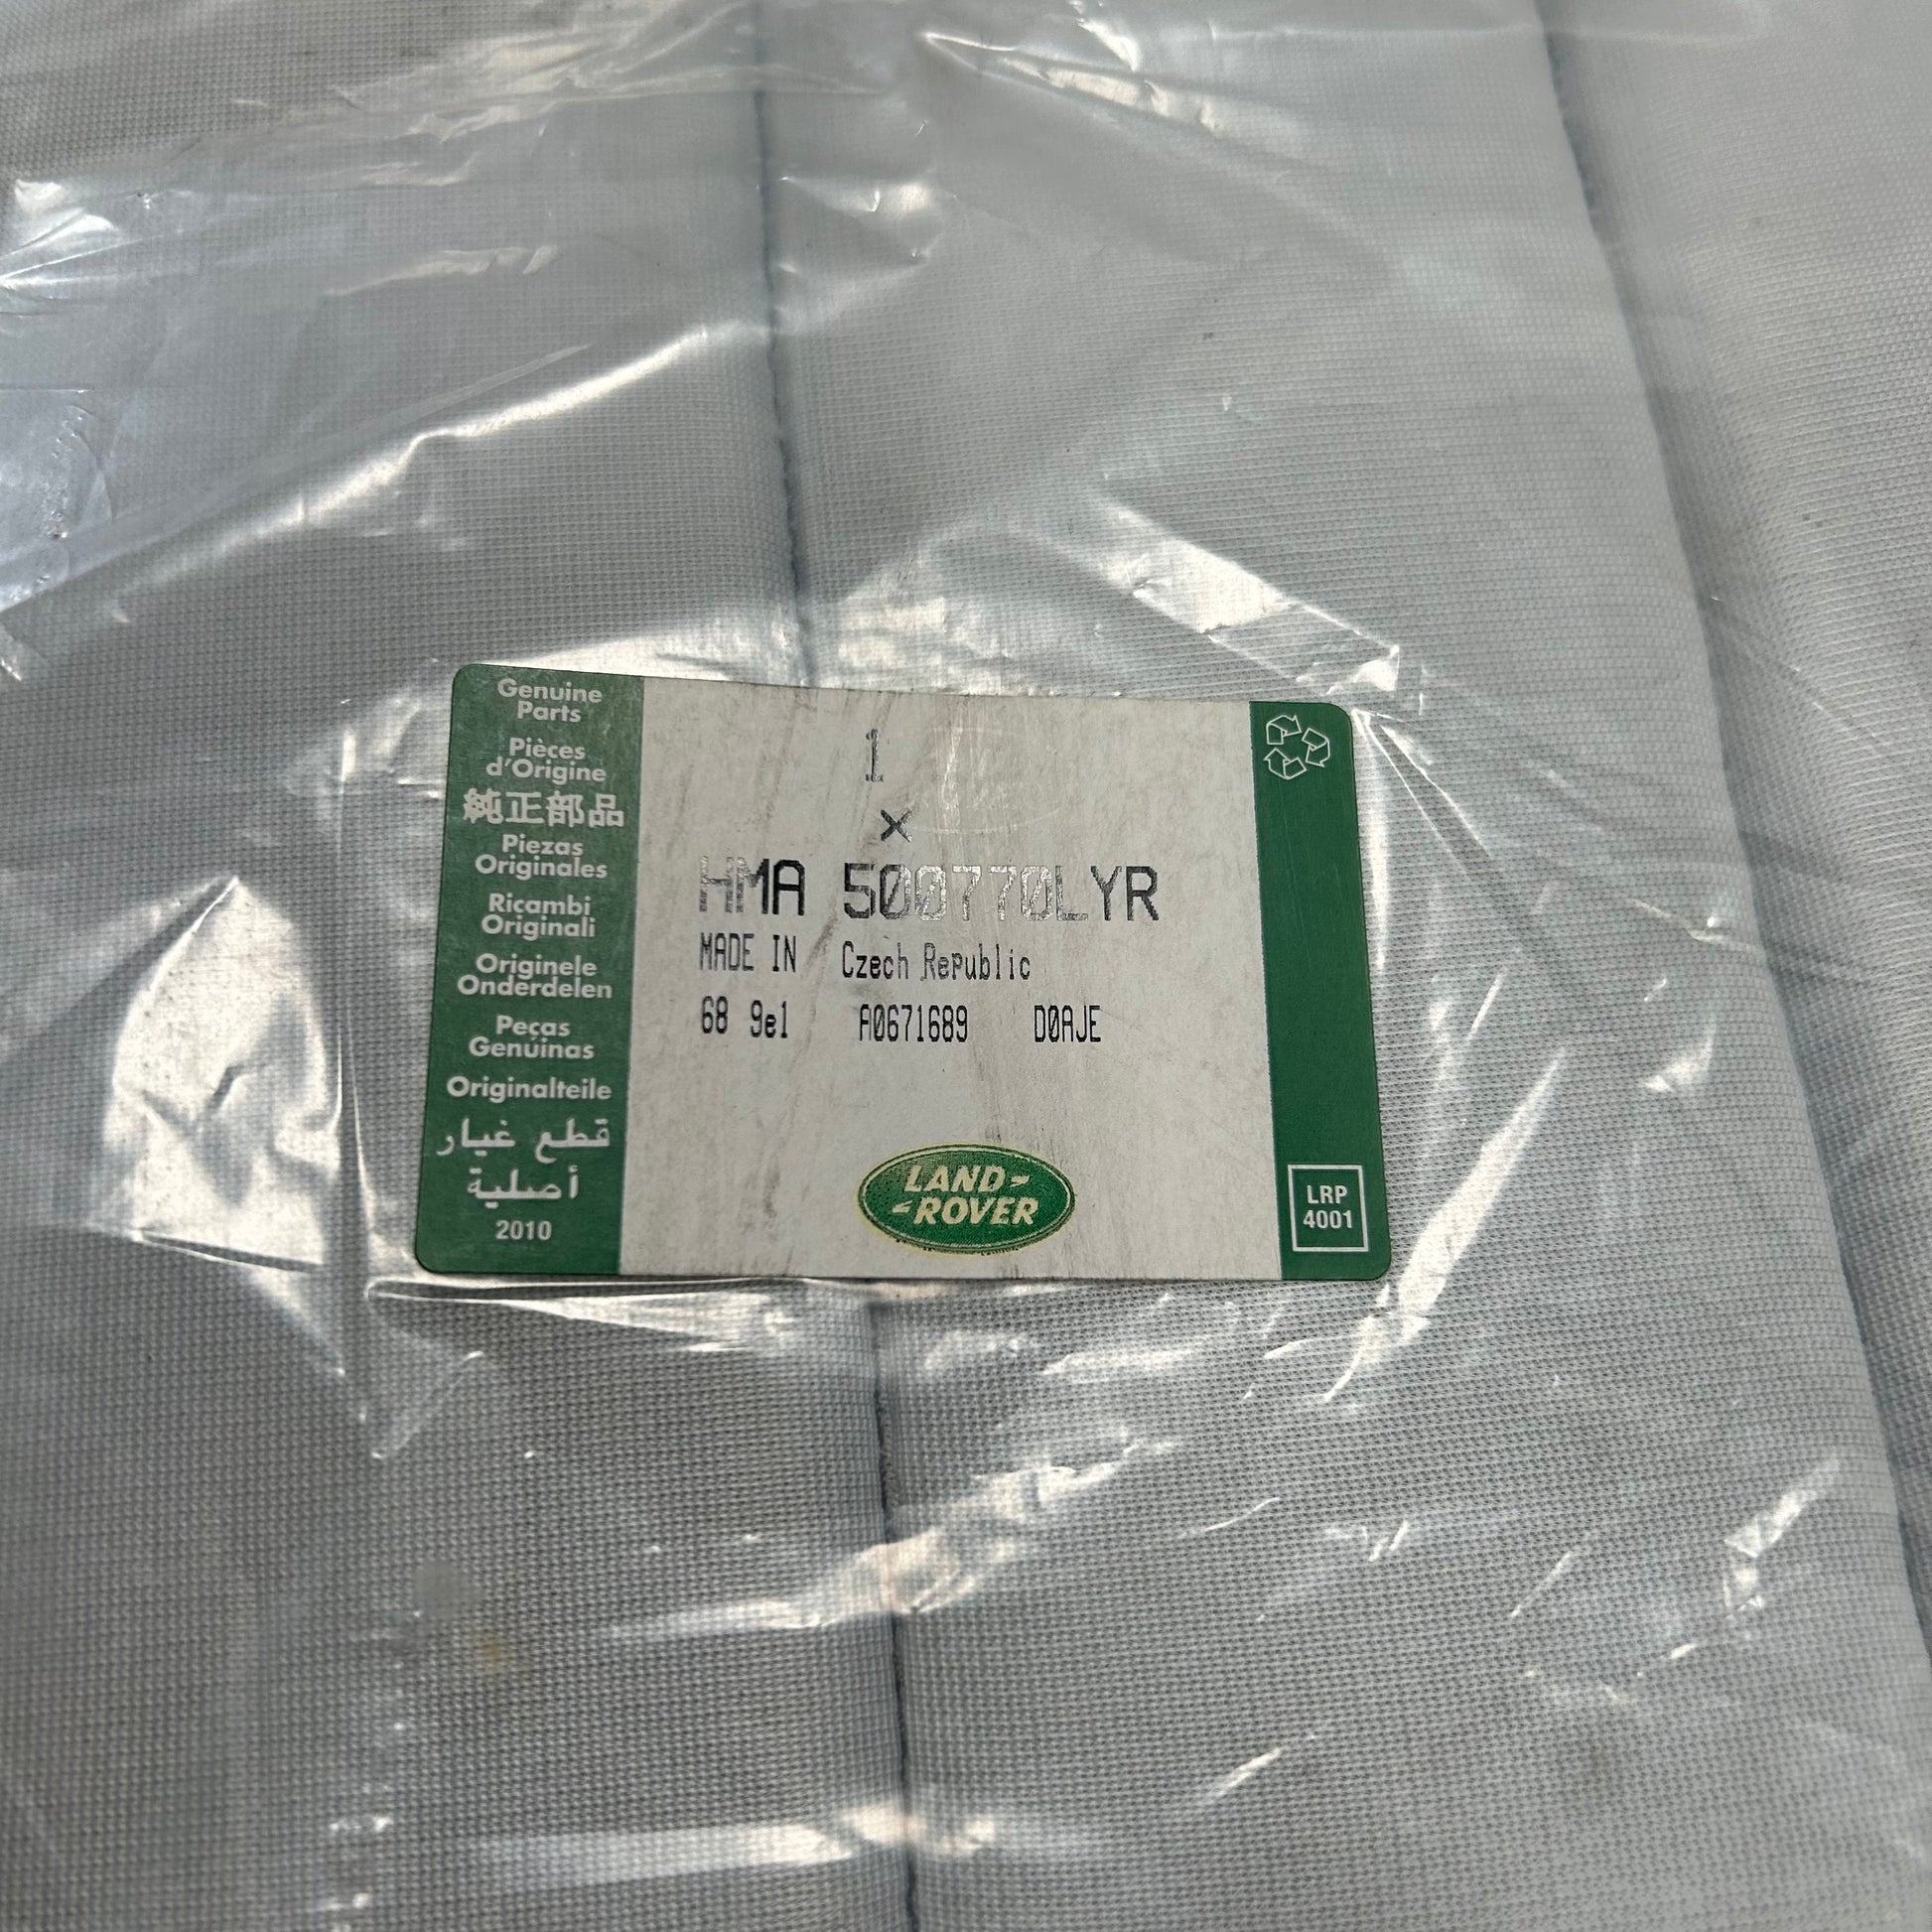 Genuine
Parts
Pièces
d'Origine
純正部品
Piezas
Originales
Ricambi
Originali
Originele
Onderdelen
Peças
Genúinas
Originalteile
قطع غيار
أصلية
2010
1
×
HMA 500770LYR
MADE IN Czech Republic
68 9e1 A0671689 D0AJE
LAND-
-ROVER
LRP
4001